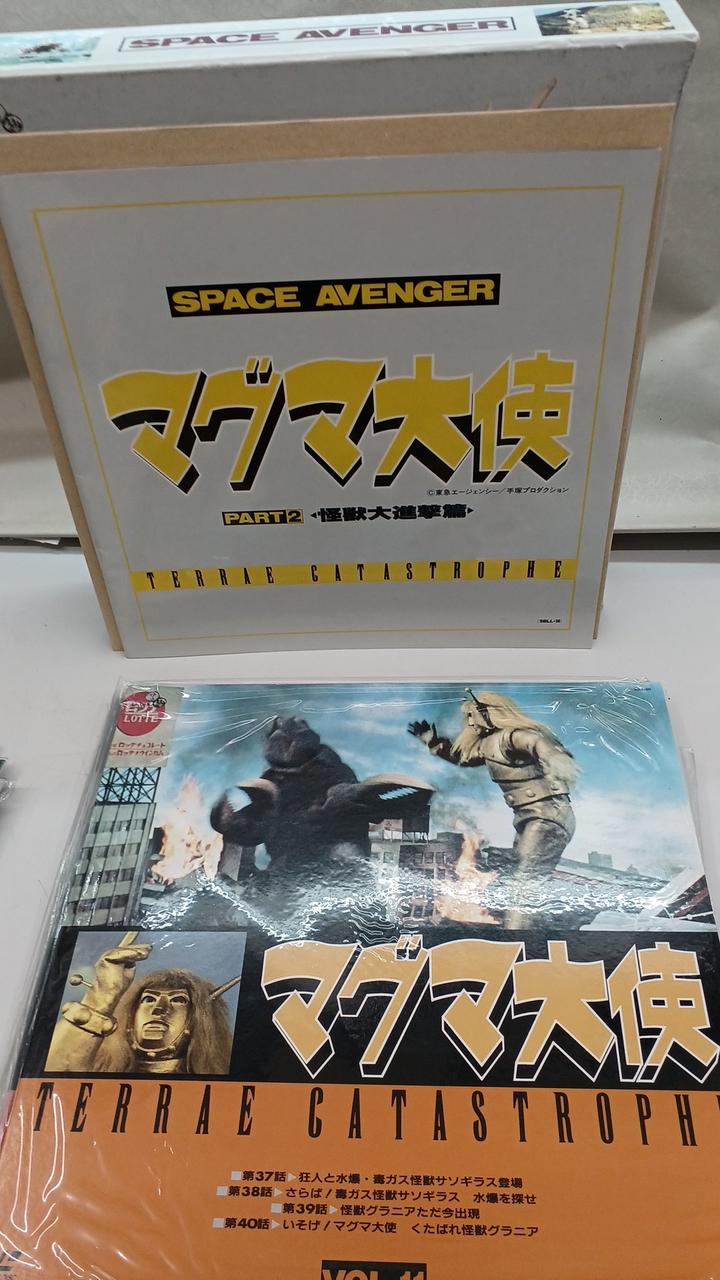 SPACE AVENGER
SPACE AVENGER
マグマ大使
©東急エージェンシー／手塚プロダクション
PART2 怪獣大進撃篇
TERRAE CATASTROPHE
LOTTE
マグマ大使
TERRAE CATASTROPH
第37話▶狂人と水爆・毒ガス怪獣サソギラス登場
第38話▶さらば！毒ガス怪獣サソギラス 水爆を探せ
第39話▶怪獣グラニアただ今出現
第40話▶いそげ！マグマ大使 くたばれ怪獣グラニア
VOL.11